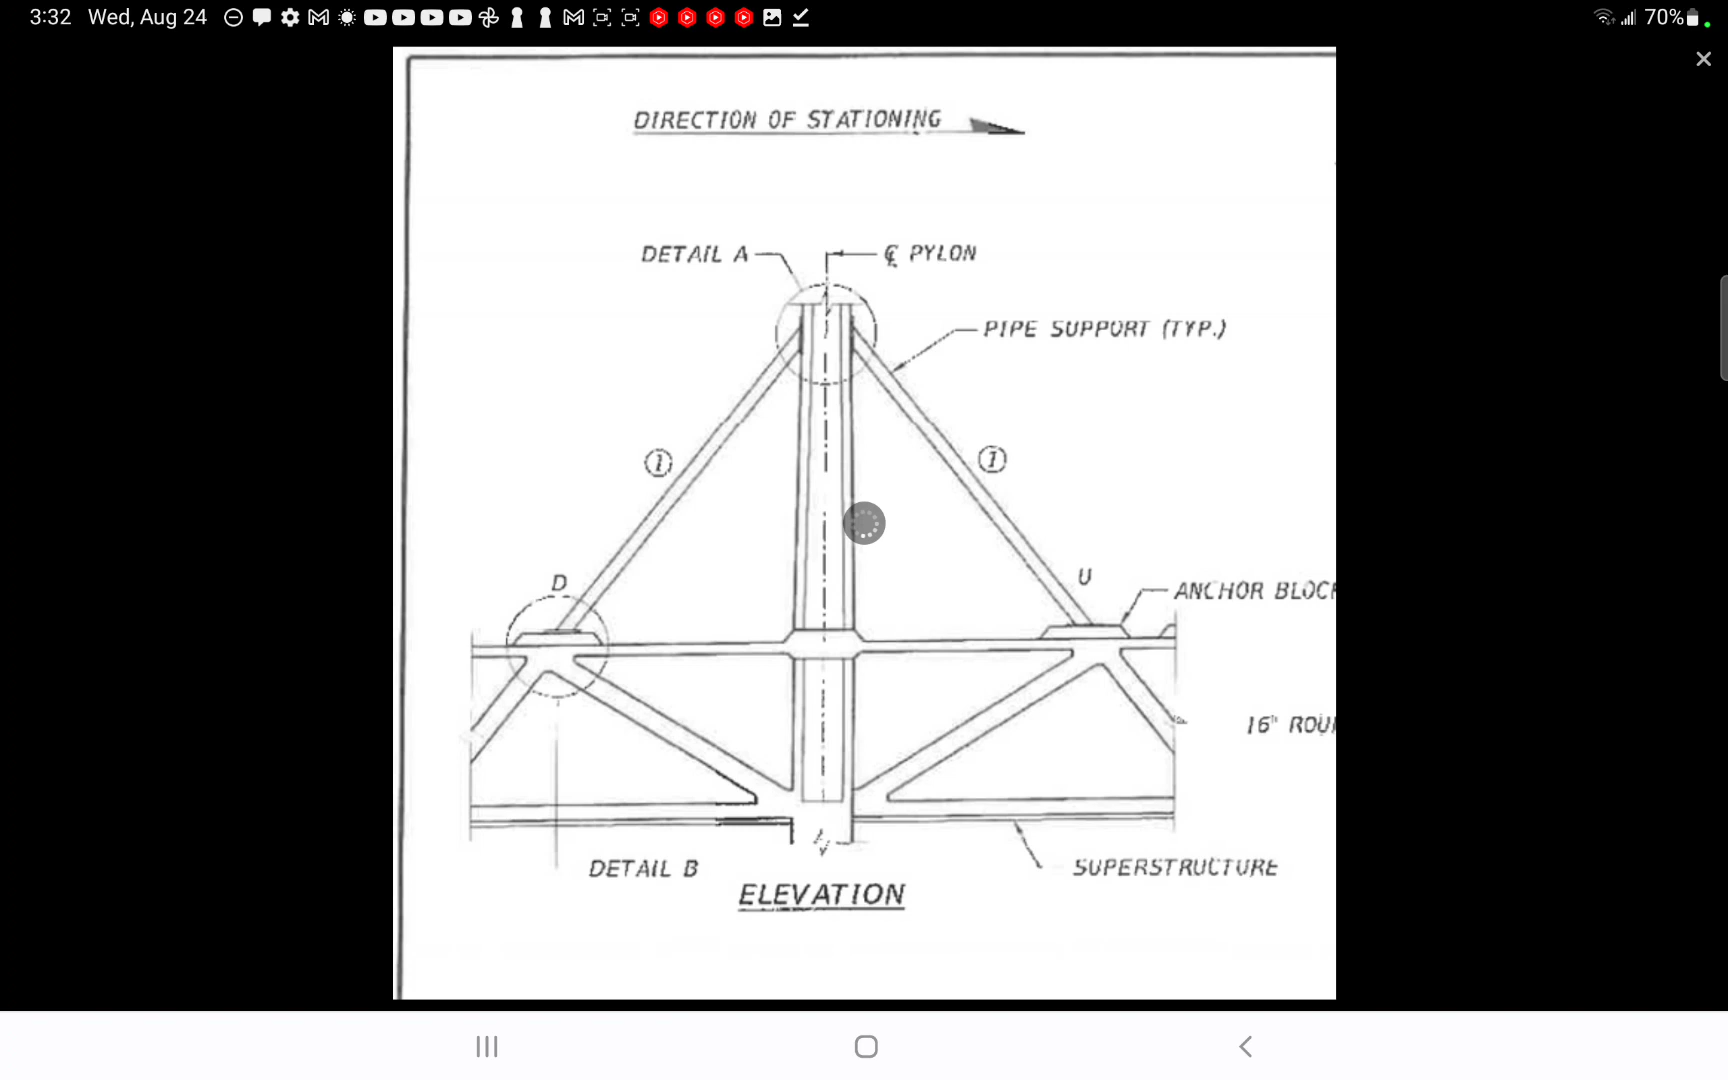 3:32 Wed, Aug 24
70%
DIRECTION OF STATIONING
DETAIL A
℄ PYLON
PIPE SUPPORT (TYP.)
1
1
D
U
ANCHOR BLOCK
16" ROU
DETAIL B
SUPERSTRUCTURE
ELEVATION